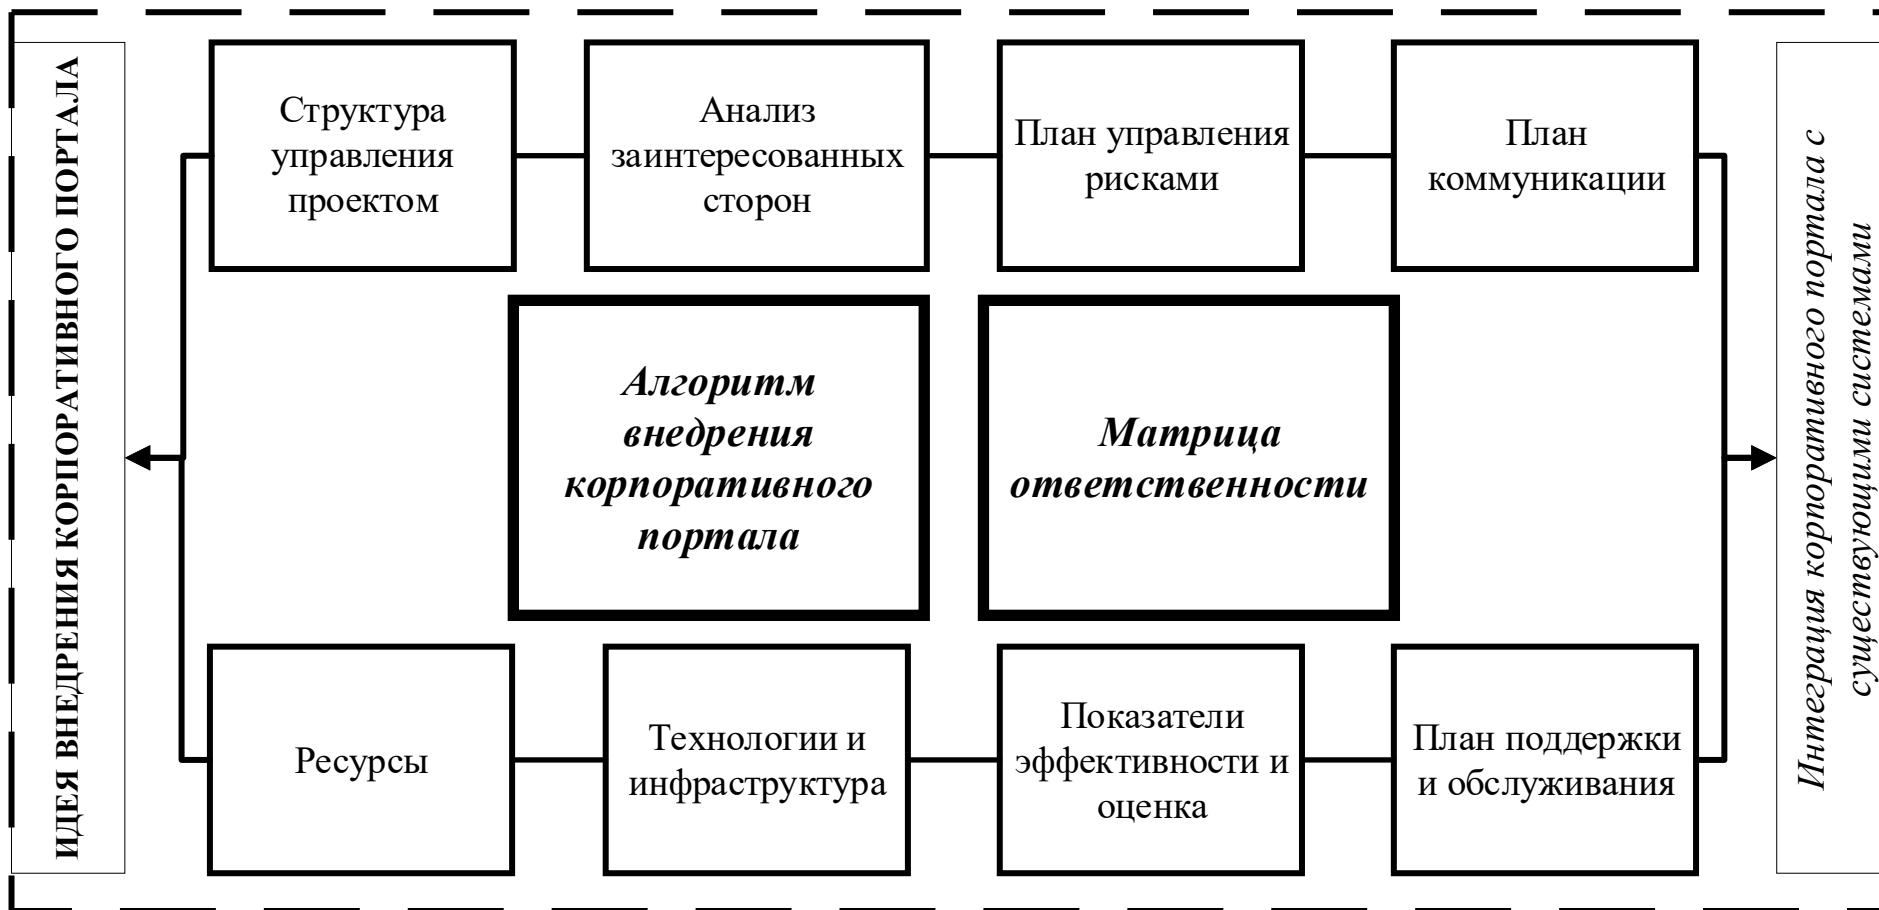 ИДЕЯ ВНЕДРЕНИЯ КОРПОРАТИВНОГО ПОРТАЛА
Структура
управления
проектом
Анализ
заинтересованных
сторон
План управления
рисками
План
коммуникации
Алгоритм
внедрения
корпоративного
портала
Матрица
ответственности
Ресурсы
Технологии и
инфраструктура
Показатели
эффективности и
оценка
План поддержки
и обслуживания
Интеграция корпоративного портала с
существующими системами